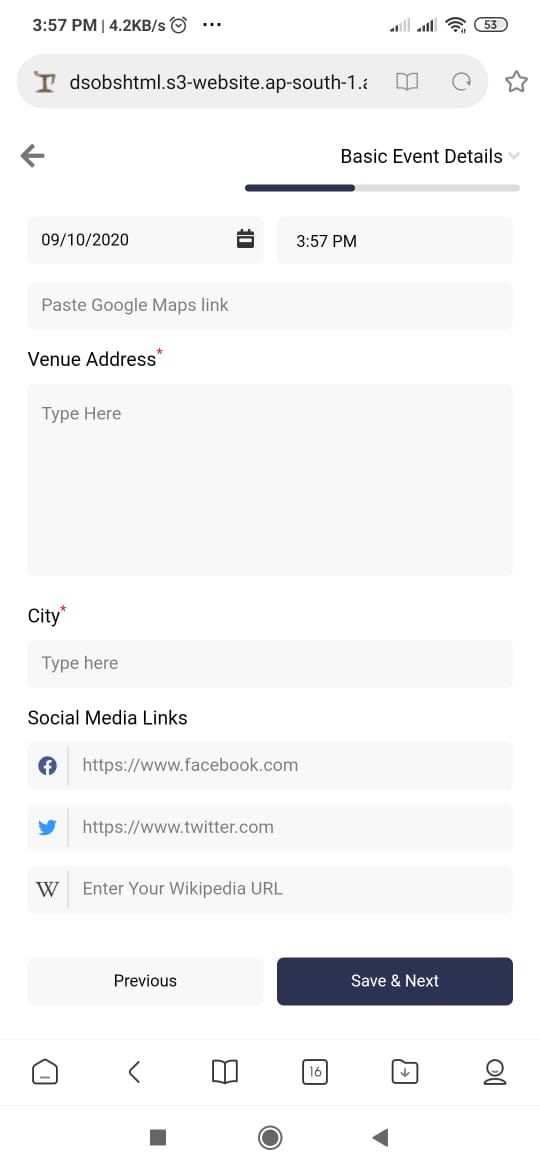 3:57 PM | 4.2KB/s
53
dsobshtml.s3-website.ap-south-1.a
Basic Event Details
09/10/2020
3:57 PM
Paste Google Maps link
Venue Address*
Type Here
City*
Type here
Social Media Links
https://www.facebook.com
https://www.twitter.com
W Enter Your Wikipedia URL
Previous
Save & Next
16